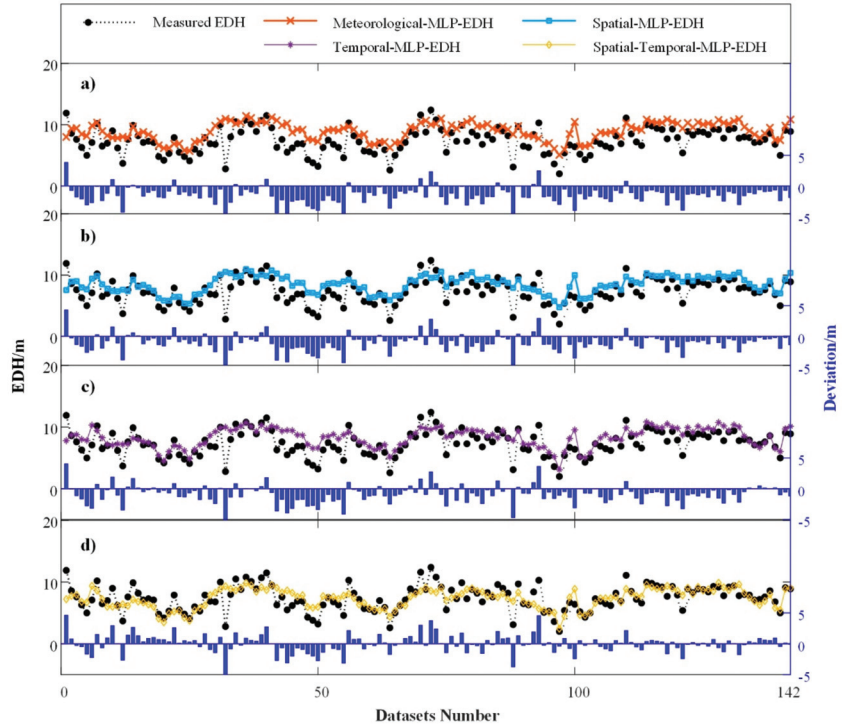 Measured EDH
Meteorological-MLP-EDH
Spatial-MLP-EDH
Temporal-MLP-EDH
Spatial-Temporal-MLP-EDH
20
a)
10
5
0
0
20
-5
b)
10
5
0
0
20
-5
c)
10
5
0
0
20
-5
d)
10
5
0
0
-5
EDH/m
Deviation/m
0
50
100
142
Datasets Number